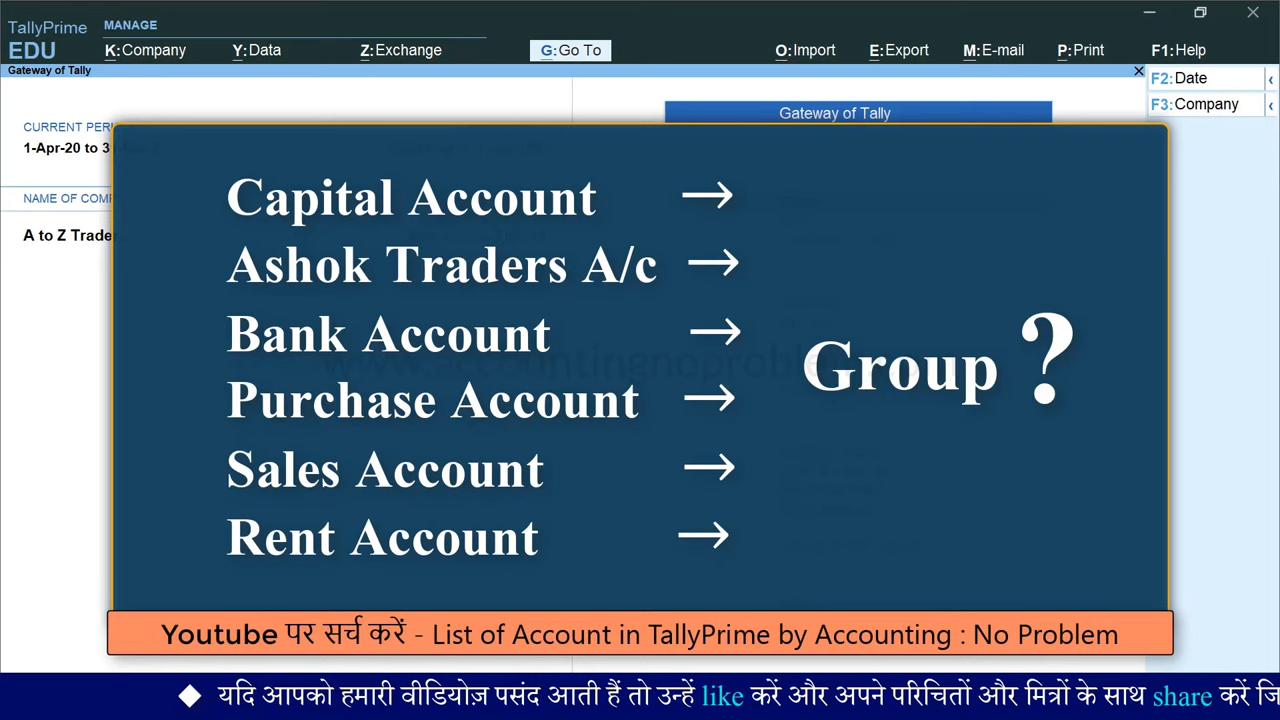 TallyPrime
EDU
MANAGE
K:Company
Y:Data
Z:Exchange
G:Go To
O:Import
E:Export
M:E-mail
P:Print
F1:Help
Gateway of Tally
F2:Date
F3:Company
Gateway of Tally
CURRENT PERI
1-Apr-20 to 3
NAME OF COM
A to Z Trade
Capital Account →
Ashok Traders A/c →
Bank Account →
Purchase Account →
Sales Account →
Rent Account →
Group ?
Youtube पर सर्च करें - List of Account in TallyPrime by Accounting : No Problem
◆ यदि आपको हमारी वीडियोज़ पसंद आती हैं तो उन्हें like करें और अपने परिचितों और मित्रों के साथ share करें जि